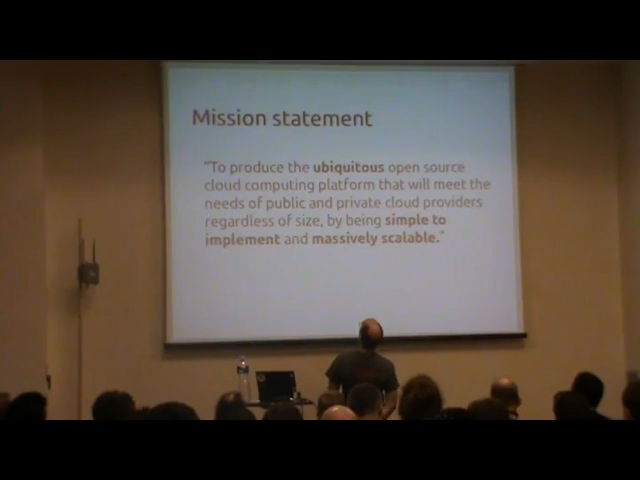 Mission statement
"To produce the ubiquitous open source
cloud computing platform that will meet the
needs of public and private cloud providers
regardless of size, by being simple to
implement and massively scalable."